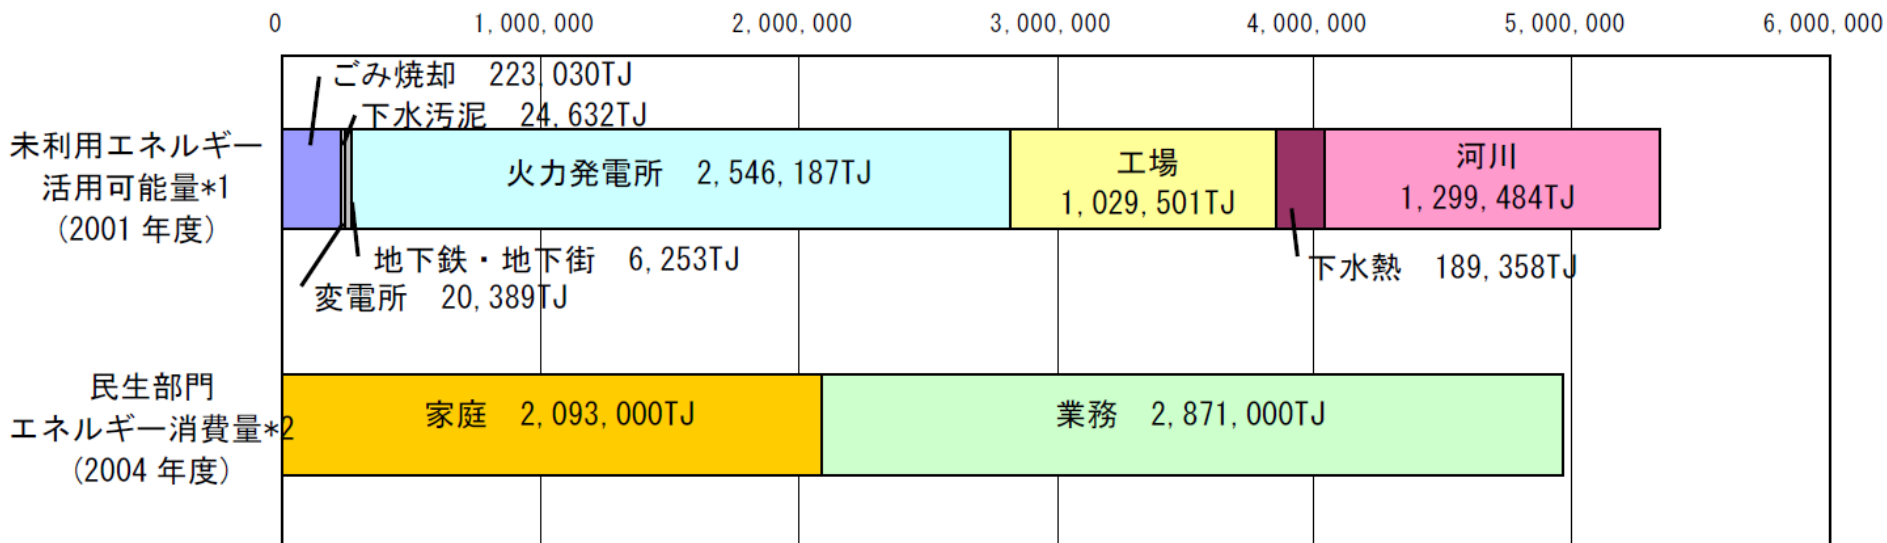 0 1,000,000 2,000,000 3,000,000 4,000,000 5,000,000 6,000,000
ごみ焼却 223,030TJ
下水汚泥 24,632TJ
未利用エネルギー
活用可能量*1
(2001 年度)
火力発電所 2,546,187TJ
工場
1,029,501TJ
河川
1,299,484TJ
地下鉄・地下街 6,253TJ
下水熱 189,358TJ
変電所 20,389TJ
民生部門
エネルギー消費量*2
(2004 年度)
家庭 2,093,000TJ
業務 2,871,000TJ